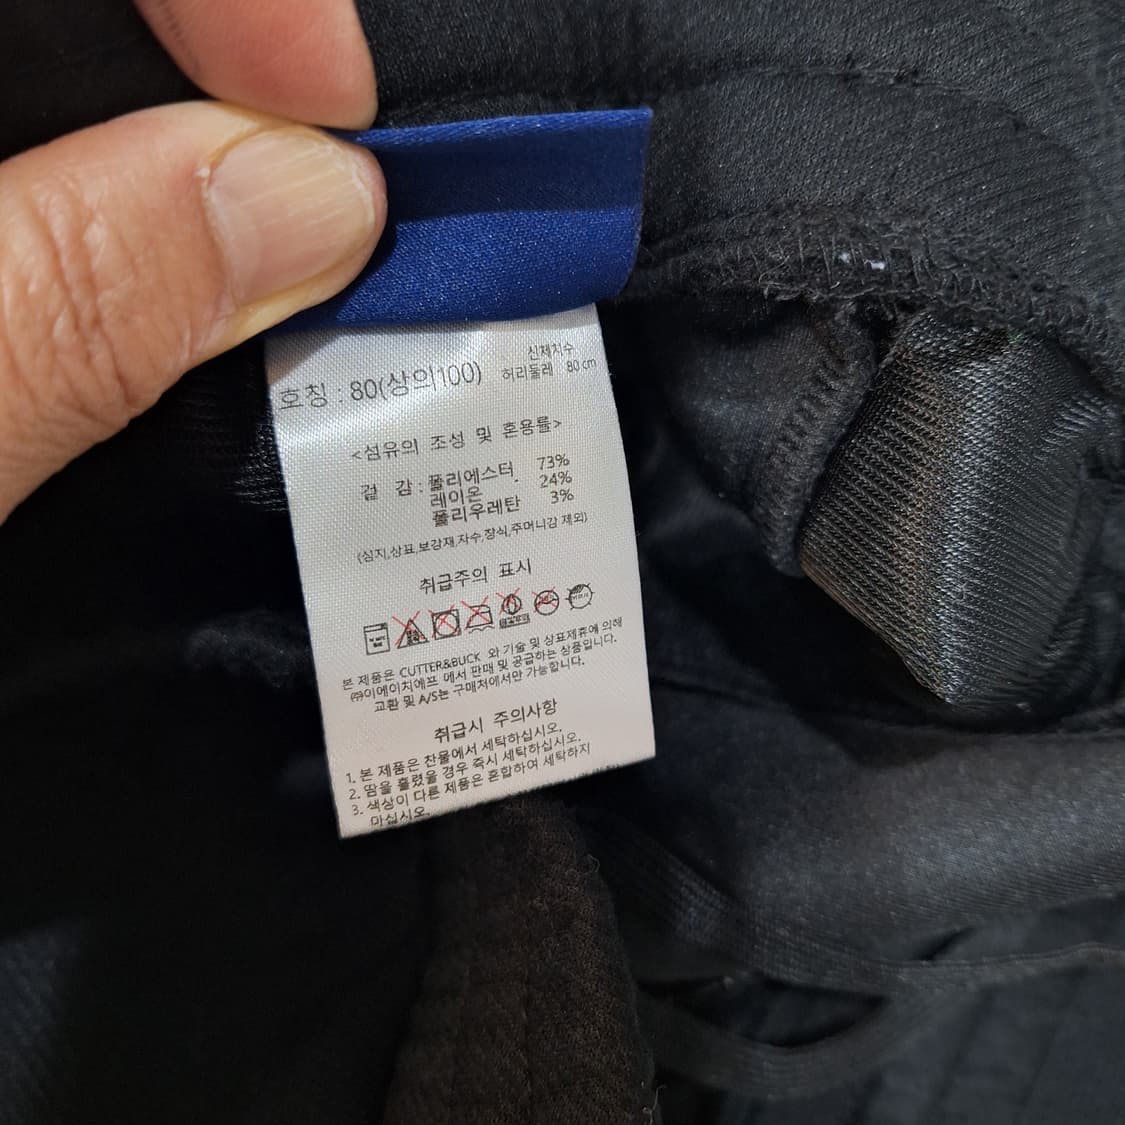 신체치수
호칭 : 80(상의100) 허리둘레 80 cm
<섬유의 조성 및 혼용률>
겉 감 : 폴리에스터 73%
레이온 24%
폴리우레탄 3%
(심지,상표,보강재,자수,장식,주머니감 제외)
취급주의 표시
본 제품은 CUTTER&BUCK 와 기술 및 상표제휴에 의해
㈜이에이치에프 에서 판매 및 공급하는 상품입니다.
교환 및 A/S는 구매처에서만 가능합니다.
취급시 주의사항
1. 본 제품은 찬물에서 세탁하십시오.
2. 땀을 흘렸을 경우 즉시 세탁하십시오.
3. 색상이 다른 제품은 혼합하여 세탁하지
마십시오.